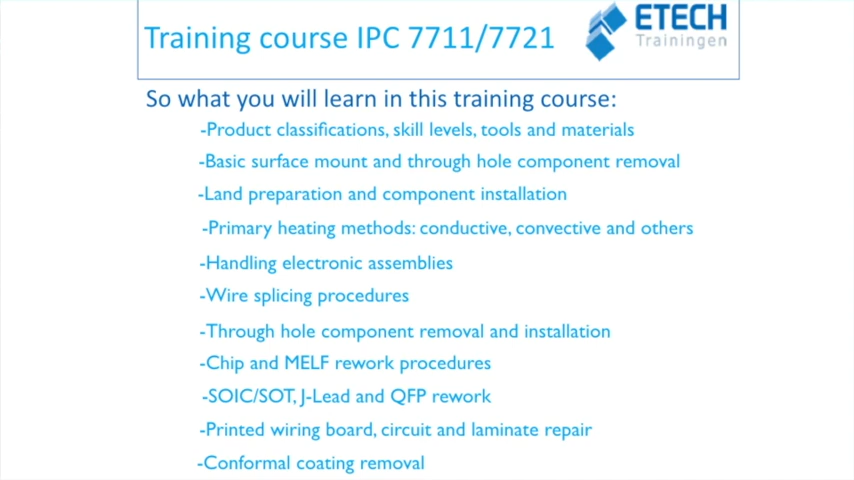 Training course IPC 7711/7721
ETECH
Trainingen
So what you will learn in this training course:
-Product classifications, skill levels, tools and materials
-Basic surface mount and through hole component removal
-Land preparation and component installation
-Primary heating methods: conductive, convective and others
-Handling electronic assemblies
-Wire splicing procedures
-Through hole component removal and installation
-Chip and MELF rework procedures
-SOIC/SOT, J-Lead and QFP rework
-Printed wiring board, circuit and laminate repair
-Conformal coating removal